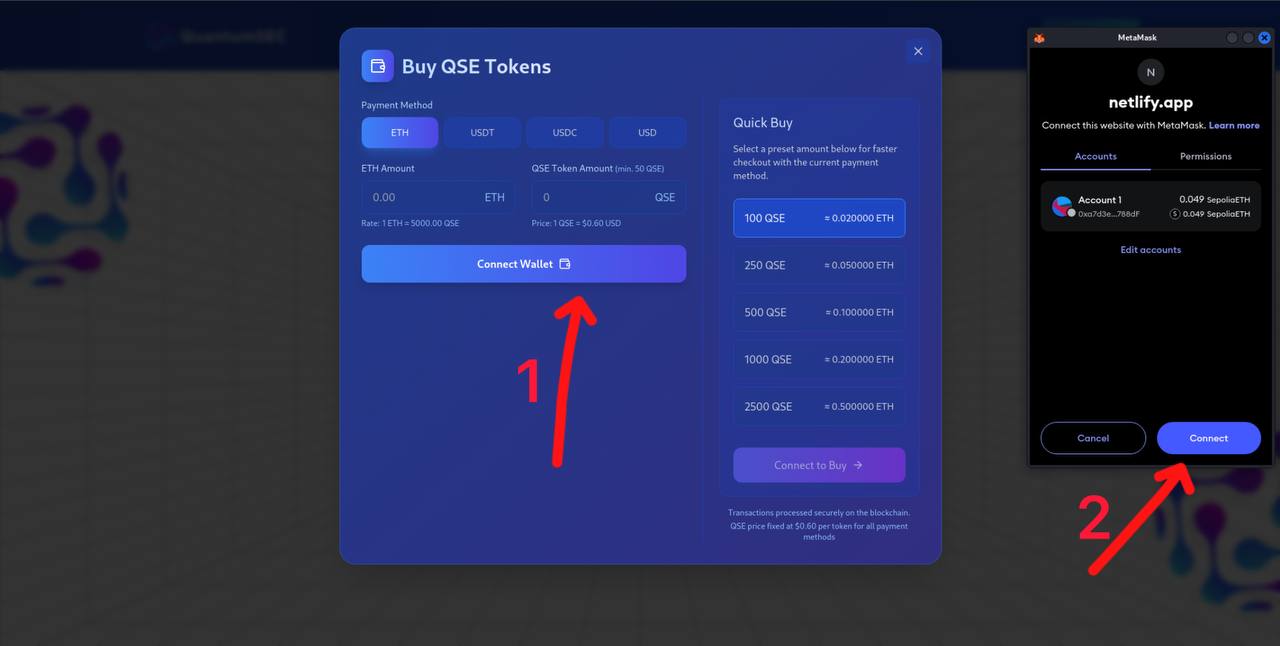 QuantumSEC
Buy QSE Tokens
Payment Method
ETH
USDT
USDC
USD
ETH Amount
QSE Token Amount (min. 50 QSE)
0.00 ETH
0 QSE
Rate: 1 ETH = 5000.00 QSE
Price: 1 QSE = $0.60 USD
Connect Wallet
1
Quick Buy
Select a preset amount below for faster
checkout with the current payment
method.
100 QSE ≈ 0.020000 ETH
250 QSE ≈ 0.050000 ETH
500 QSE ≈ 0.100000 ETH
1000 QSE ≈ 0.200000 ETH
2500 QSE ≈ 0.500000 ETH
Connect to Buy →
Transactions processed securely on the blockchain.
QSE price fixed at $0.60 per token for all payment
methods
MetaMask
N
netlify.app
Connect this website with MetaMask. Learn more
Accounts
Permissions
Account 1 0.049 SepoliaETH
0xa7d3e...788dF $ 0.049 SepoliaETH
Edit accounts
Cancel
Connect
2